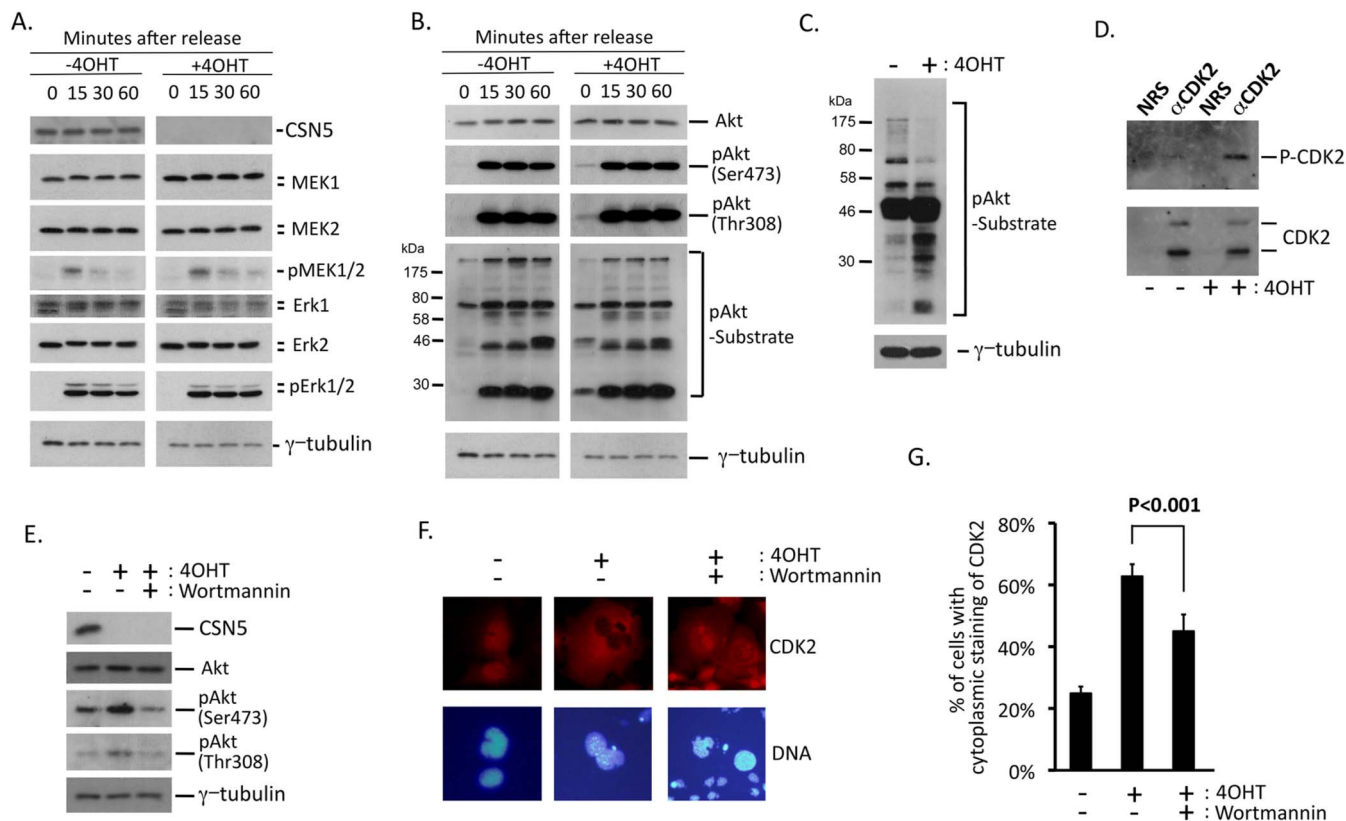 A.
Minutes after release
-4OHT +4OHT
0 15 30 60 0 15 30 60
CSN5
MEK1
MEK2
pMEK1/2
Erk1
Erk2
pErk1/2
γ-tubulin
B.
Minutes after release
-4OHT +4OHT
0 15 30 60 0 15 30 60
Akt
pAkt
(Ser473)
pAkt
(Thr308)
kDa
175
80
58
46
30
pAkt
-Substrate
γ-tubulin
C.
- + : 4OHT
kDa
175
80
58
46
30
pAkt
-Substrate
γ-tubulin
D.
NRS αCDK2 NRS αCDK2
P-CDK2
CDK2
- - + + : 4OHT
E.
- + + : 4OHT
- - + : Wortmannin
CSN5
Akt
pAkt
(Ser473)
pAkt
(Thr308)
γ-tubulin
F.
- + + : 4OHT
- - + : Wortmannin
CDK2
DNA
G.
P<0.001
% of cells with
cytoplasmic staining of CDK2
80%
60%
40%
20%
0%
- + + : 4OHT
- - + : Wortmannin